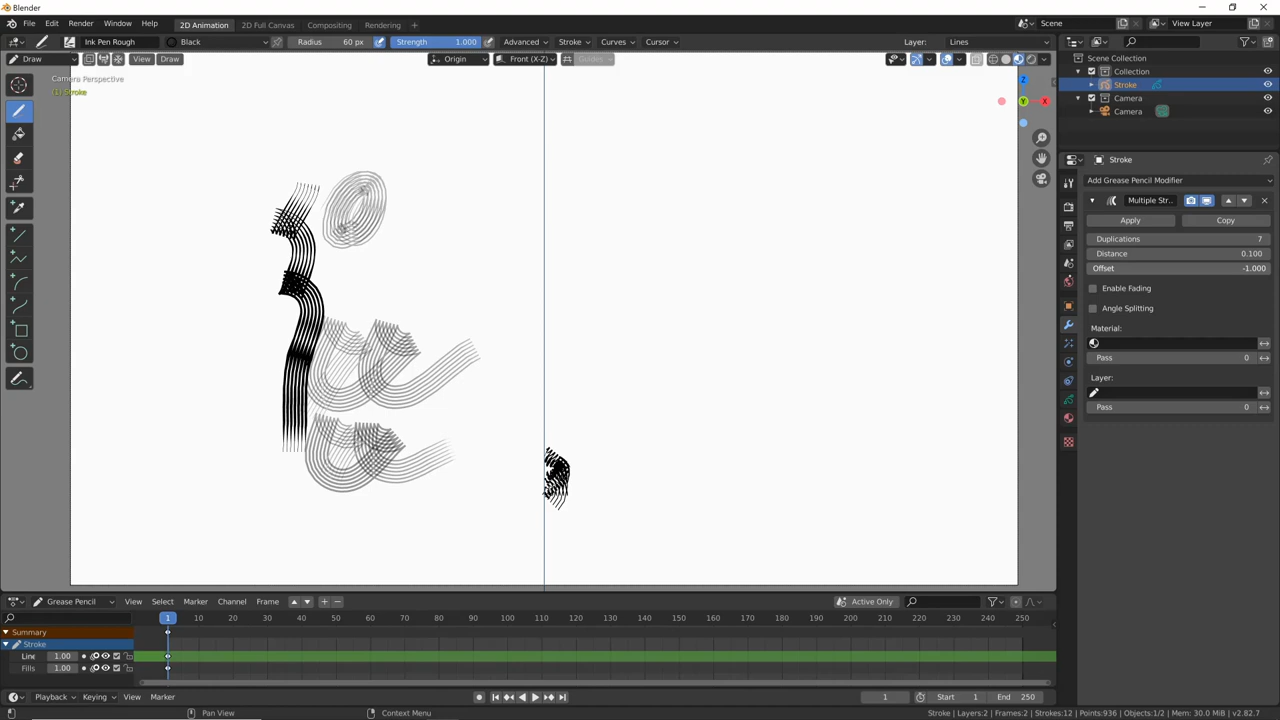 Blender
File Edit Render Window Help 2D Animation 2D Full Canvas Compositing Rendering + Scene View Layer
Ink Pen Rough Black Radius 60 px Strength 1.000 Advanced Stroke Curves Cursor Layer: Lines
Draw View Draw Origin Front (X-Z) Guides
Scene Collection
Collection
Stroke
Camera
Camera
Camera Perspective
(1) Stroke
Z
Y
X
Stroke
Add Grease Pencil Modifier
Multiple Str..
Apply Copy
Duplications 7
Distance 0.100
Offset -1.000
Enable Fading
Angle Splitting
Material:
Pass 0
Layer:
Pass 0
Grease Pencil View Select Marker Channel Frame Active Only
1 10 20 30 40 50 60 70 80 90 100 110 120 130 140 150 160 170 180 190 200 210 220 230 240 250
Summary
Stroke
Line 1.00
Fills 1.00
Playback Keying View Marker 1 Start 1 End 250
Pan View Context Menu Stroke | Layers:2 | Frames:2 | Strokes:12 | Points:936 | Objects:1/2 | Mem: 30.0 MiB | v2.82.7